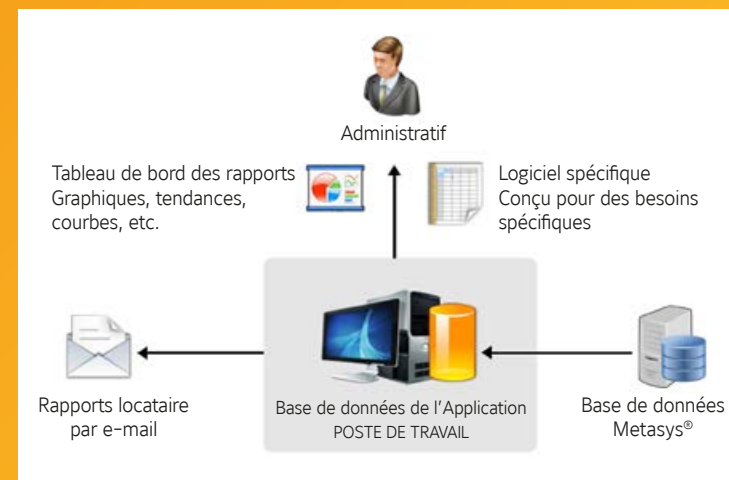 Administratif
Tableau de bord des rapports
Graphiques, tendances,
courbes, etc.
Logiciel spécifique
Conçu pour des besoins
spécifiques
Rapports locataire
par e-mail
Base de données de l'Application
POSTE DE TRAVAIL
Base de données
Metasys®